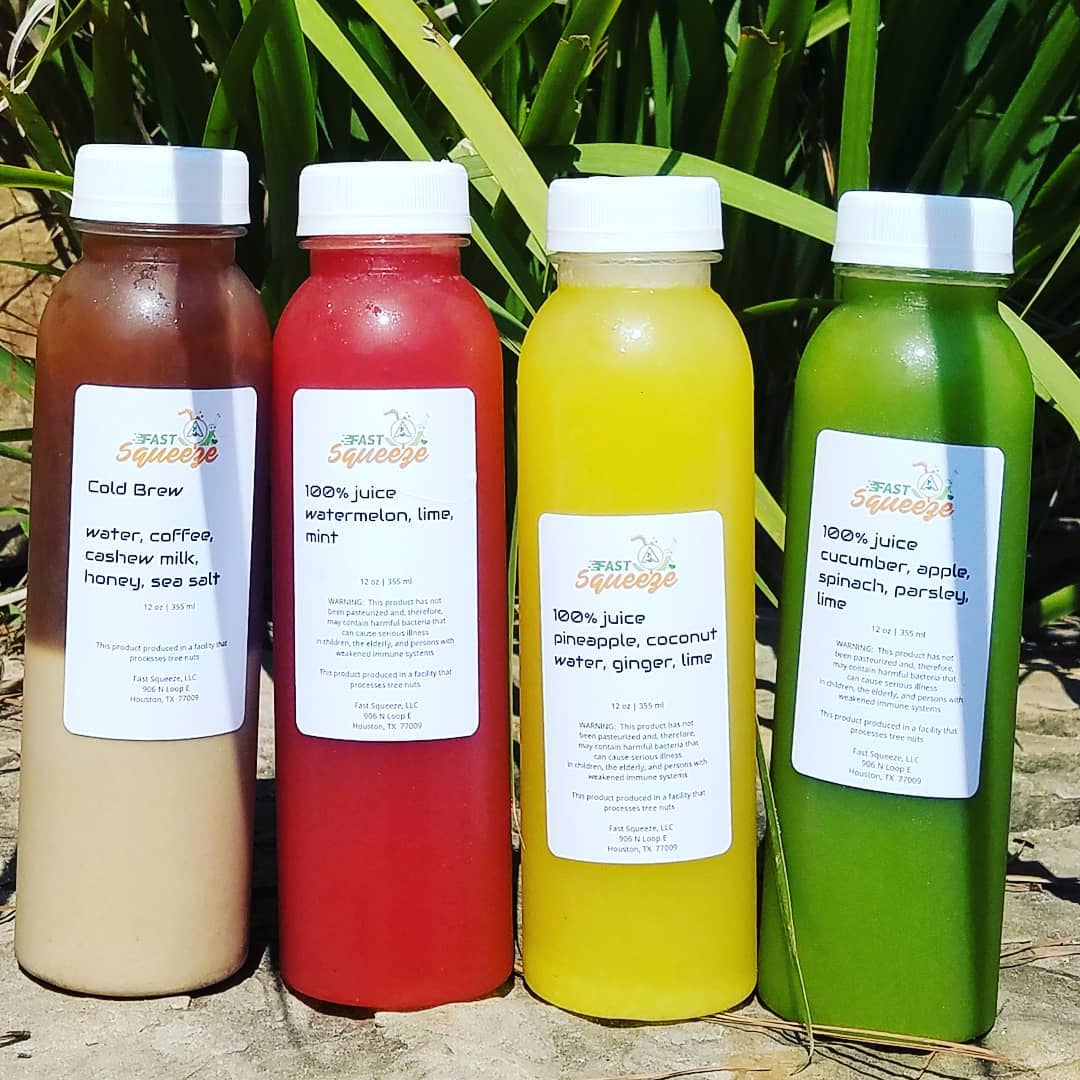 FAST
Squeeze
Cold Brew
water, coffee,
cashew milk,
honey, sea salt
12 oz | 355 ml
This product produced in a facility that
processes tree nuts
Fast Squeeze, LLC
906 N Loop E
Houston, TX 77009
FAST
Squeeze
100% juice
watermelon, lime,
mint
12 oz | 355 ml
WARNING: This product has not
been pasteurized and, therefore,
may contain harmful bacteria that
can cause serious illness
in children, the elderly, and persons with
weakened immune systems
This product produced in a facility that
processes tree nuts
Fast Squeeze, LLC
906 N Loop E
Houston, TX 77009
FAST
Squeeze
100% juice
pineapple, coconut
water, ginger, lime
12 oz | 355 ml
WARNING: This product has not
been pasteurized and, therefore,
may contain harmful bacteria that
can cause serious illness
in children, the elderly, and persons with
weakened immune systems
This product produced in a facility that
processes tree nuts
Fast Squeeze, LLC
906 N Loop E
Houston, TX 77009
FAST
Squeeze
100% juice
cucumber, apple,
spinach, parsley,
lime
12 oz | 355 ml
WARNING: This product has not
been pasteurized and, therefore,
may contain harmful bacteria that
can cause serious illness
in children, the elderly, and persons with
weakened immune systems
This product produced in a facility that
processes tree nuts
Fast Squeeze, LLC
906 N Loop E
Houston, TX 77009